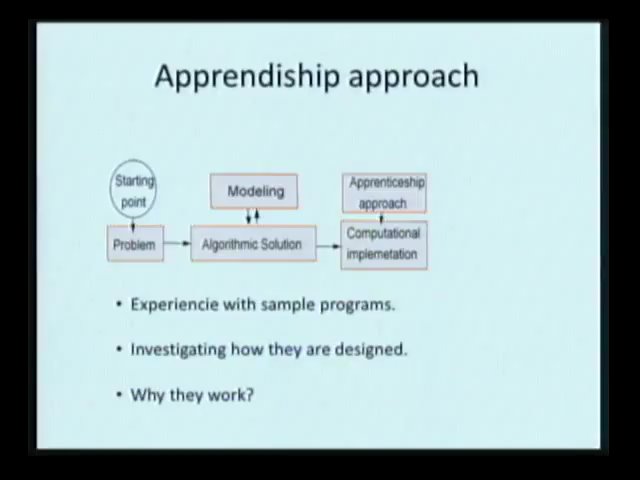 Apprendiship approach
Starting
point
Modeling
Apprenticeship
approach
Problem
Algorithmic Solution
Computational
implemetation
• Experiencie with sample programs.
• Investigating how they are designed.
• Why they work?